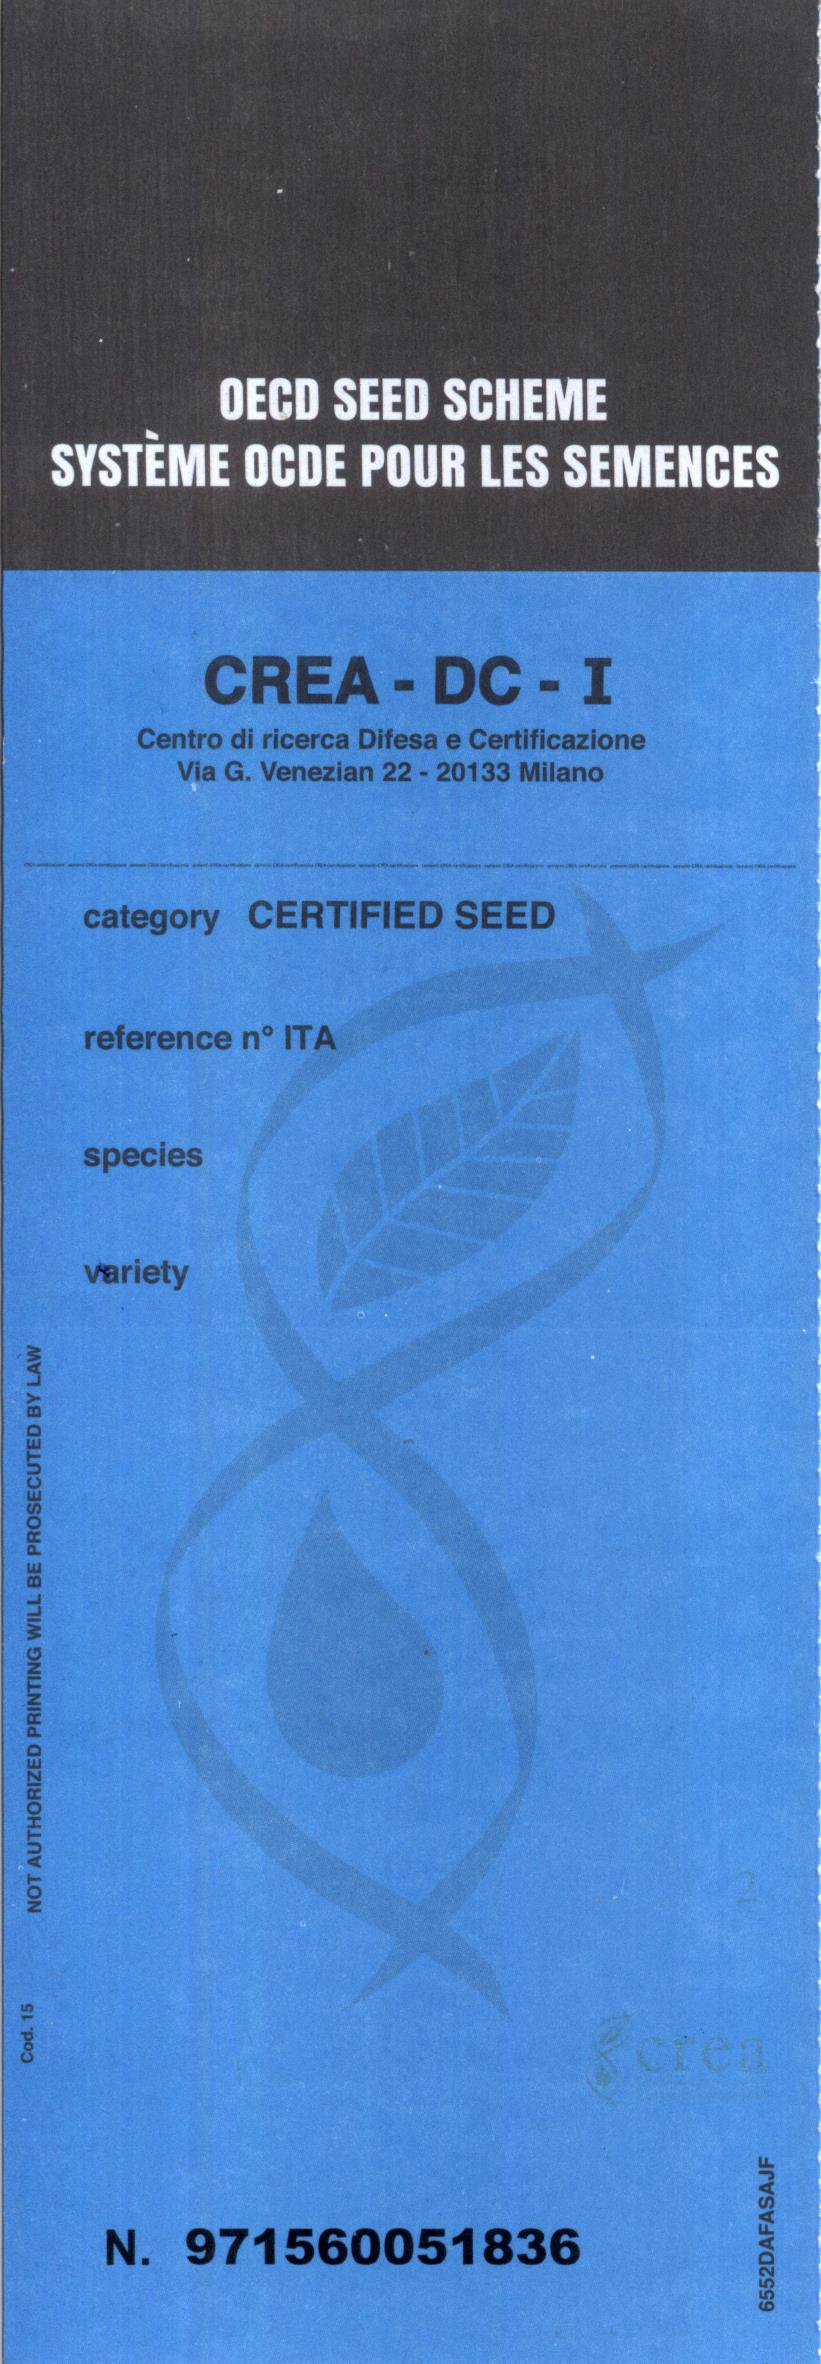 OECD SEED SCHEME
SYSTÈME OCDE POUR LES SEMENCES
CREA - DC - I
Centro di ricerca Difesa e Certificazione
Via G. Venezian 22 - 20133 Milano
category CERTIFIED SEED
reference n° ITA
species
variety
NOT AUTHORIZED PRINTING WILL BE PROSECUTED BY LAW
Cod. 15
crea
N. 971560051836
6552DAFASAJF